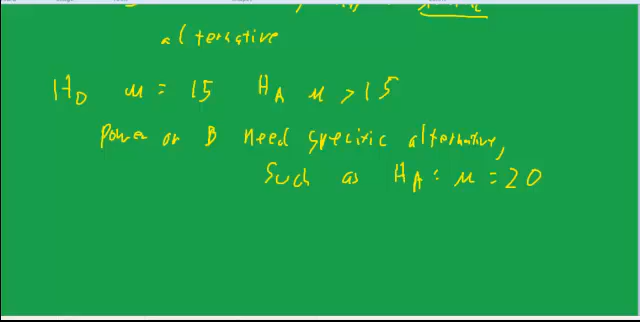 alternative
H0 μ = 15 HA μ > 15
Power or B need specific alternative,
Such as HA: μ = 20